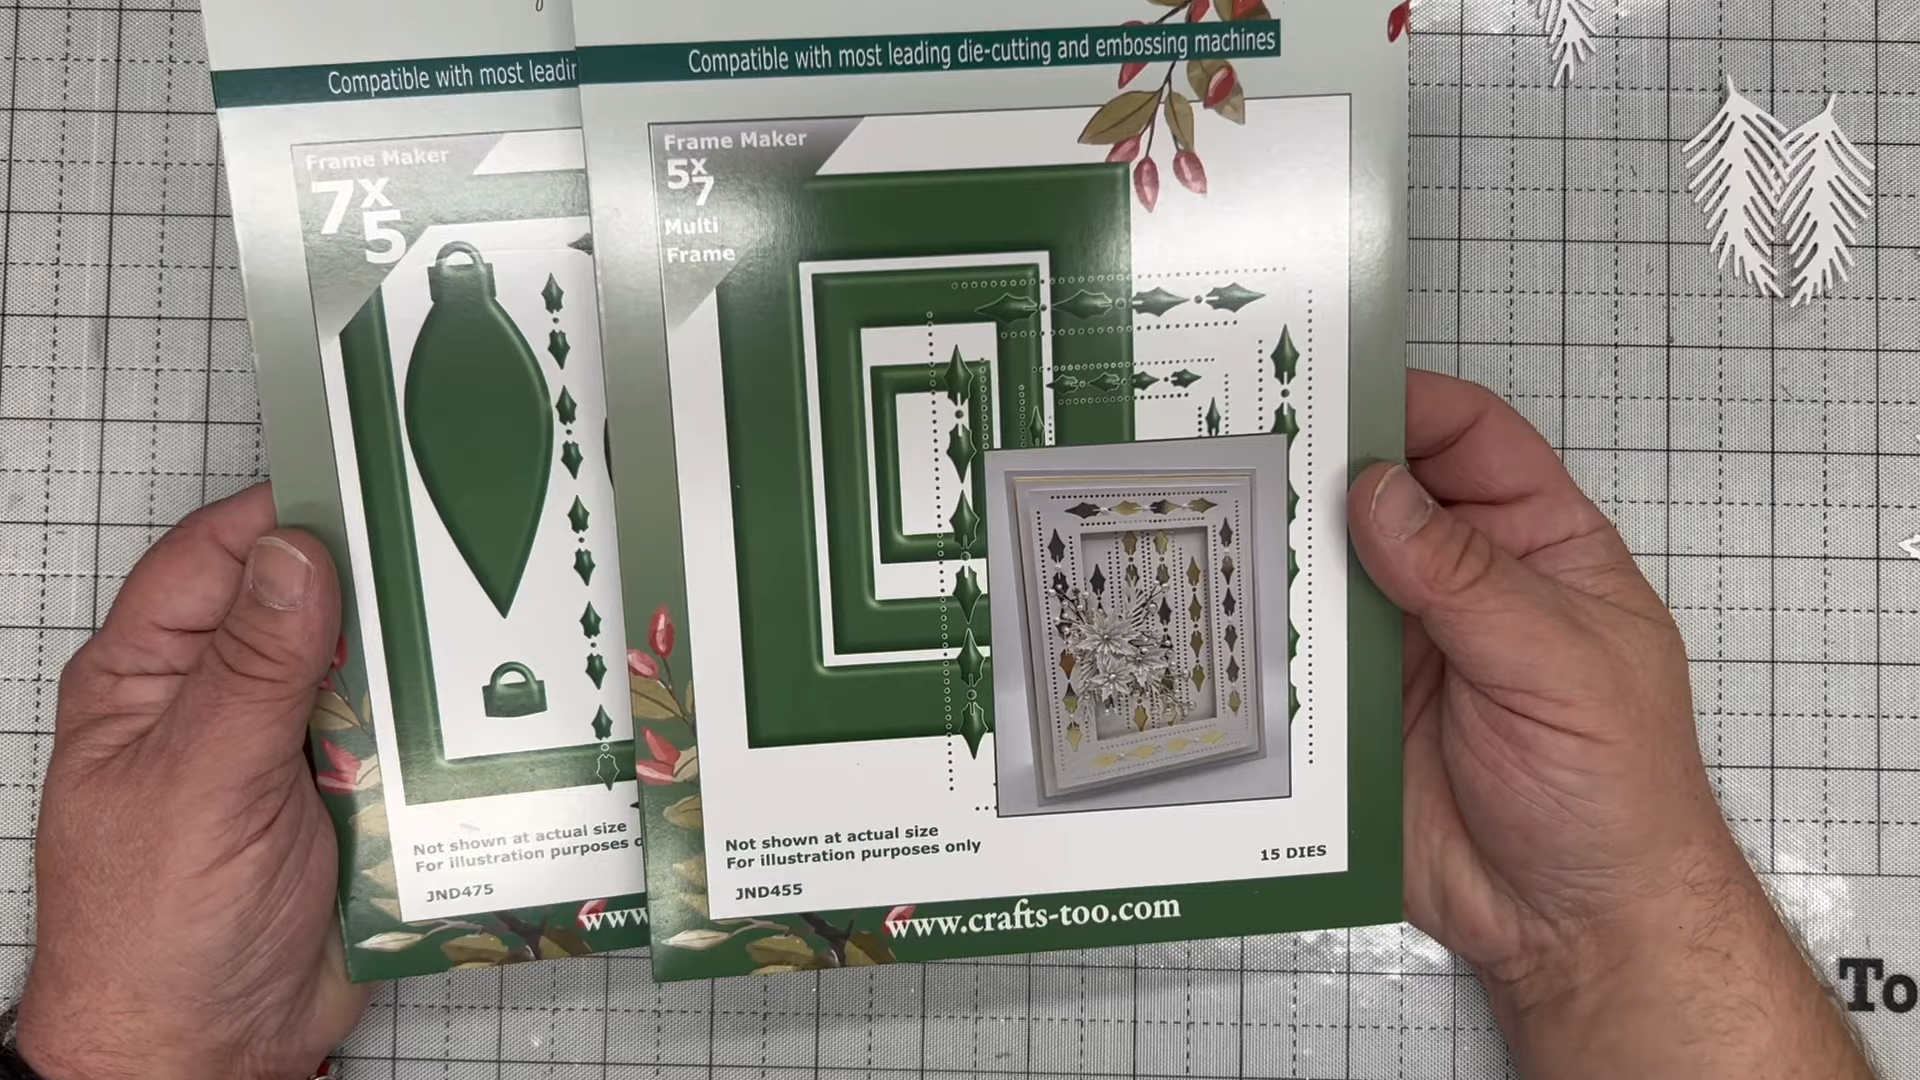 Compatible with most leadin
Frame Maker
7x5
Not shown at actual size
For illustration purposes o
JND475
www
Compatible with most leading die-cutting and embossing machines
Frame Maker
5x7
Multi
Frame
Not shown at actual size
For illustration purposes only
JND455
15 DIES
www.crafts-too.com
To